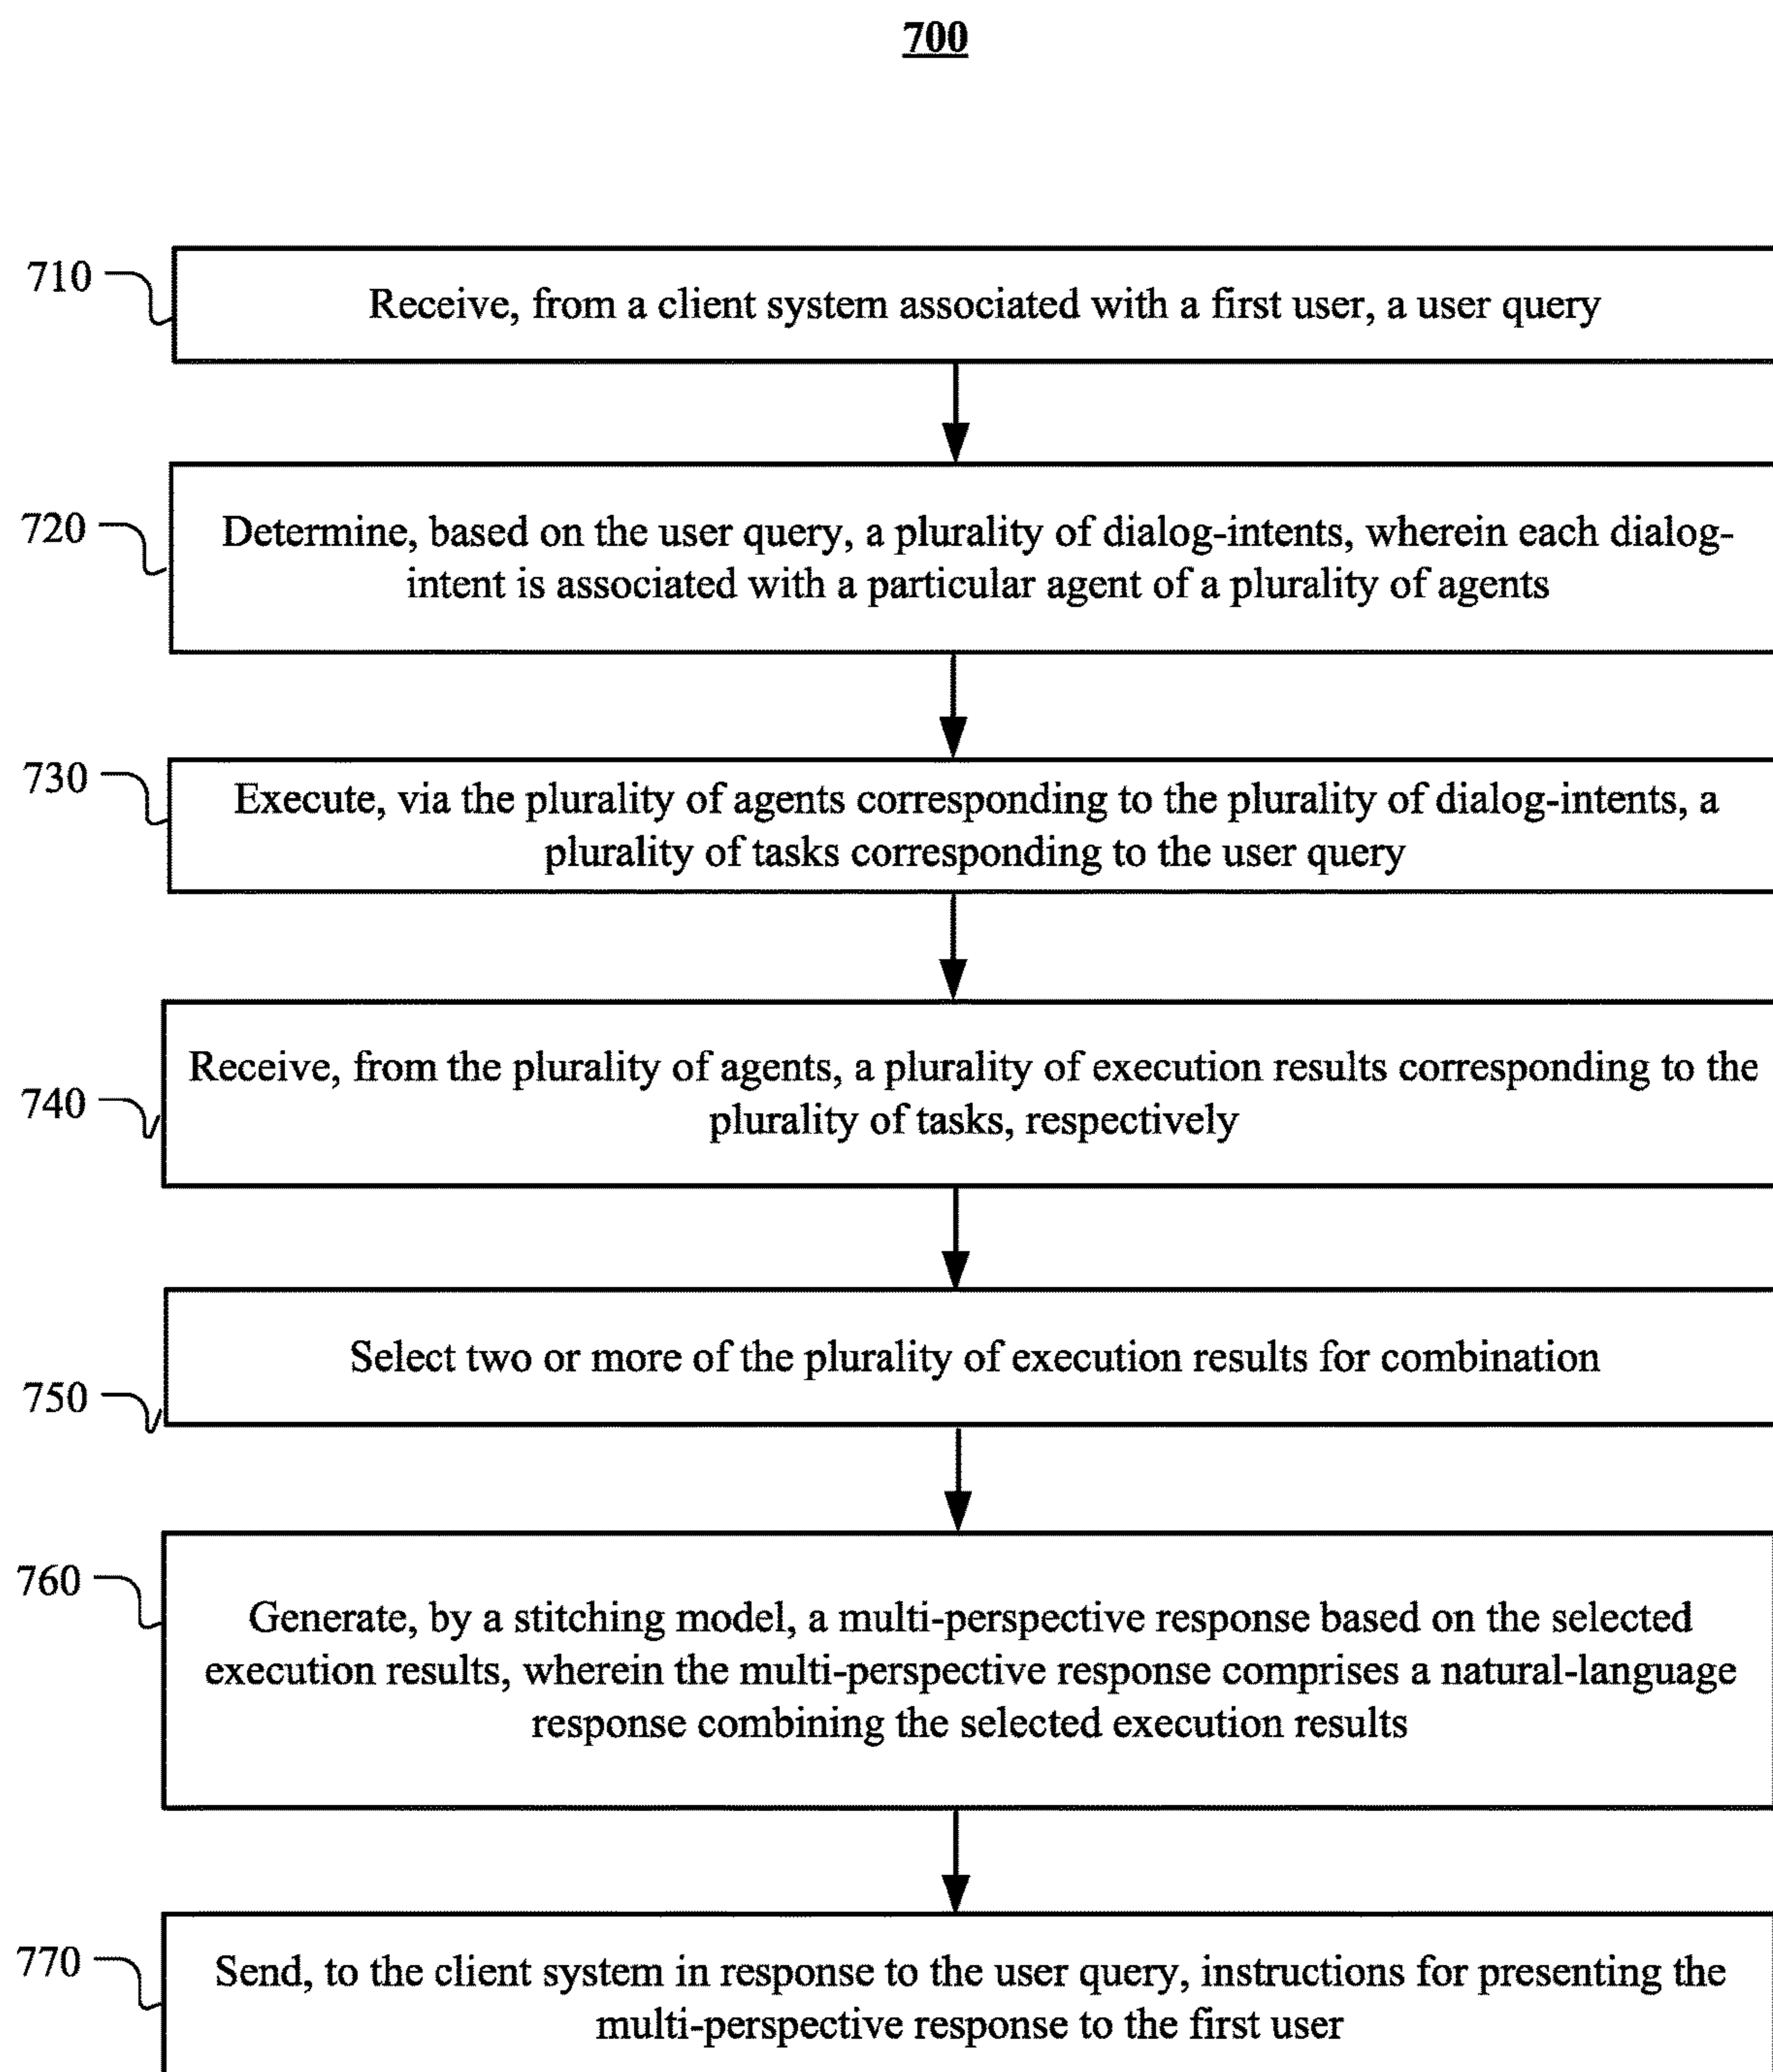 700
710
Receive, from a client system associated with a first user, a user query
720
Determine, based on the user query, a plurality of dialog-intents, wherein each dialog-
intent is associated with a particular agent of a plurality of agents
730
Execute, via the plurality of agents corresponding to the plurality of dialog-intents, a
plurality of tasks corresponding to the user query
740
Receive, from the plurality of agents, a plurality of execution results corresponding to the
plurality of tasks, respectively
750
Select two or more of the plurality of execution results for combination
760
Generate, by a stitching model, a multi-perspective response based on the selected
execution results, wherein the multi-perspective response comprises a natural-language
response combining the selected execution results
770
Send, to the client system in response to the user query, instructions for presenting the
multi-perspective response to the first user